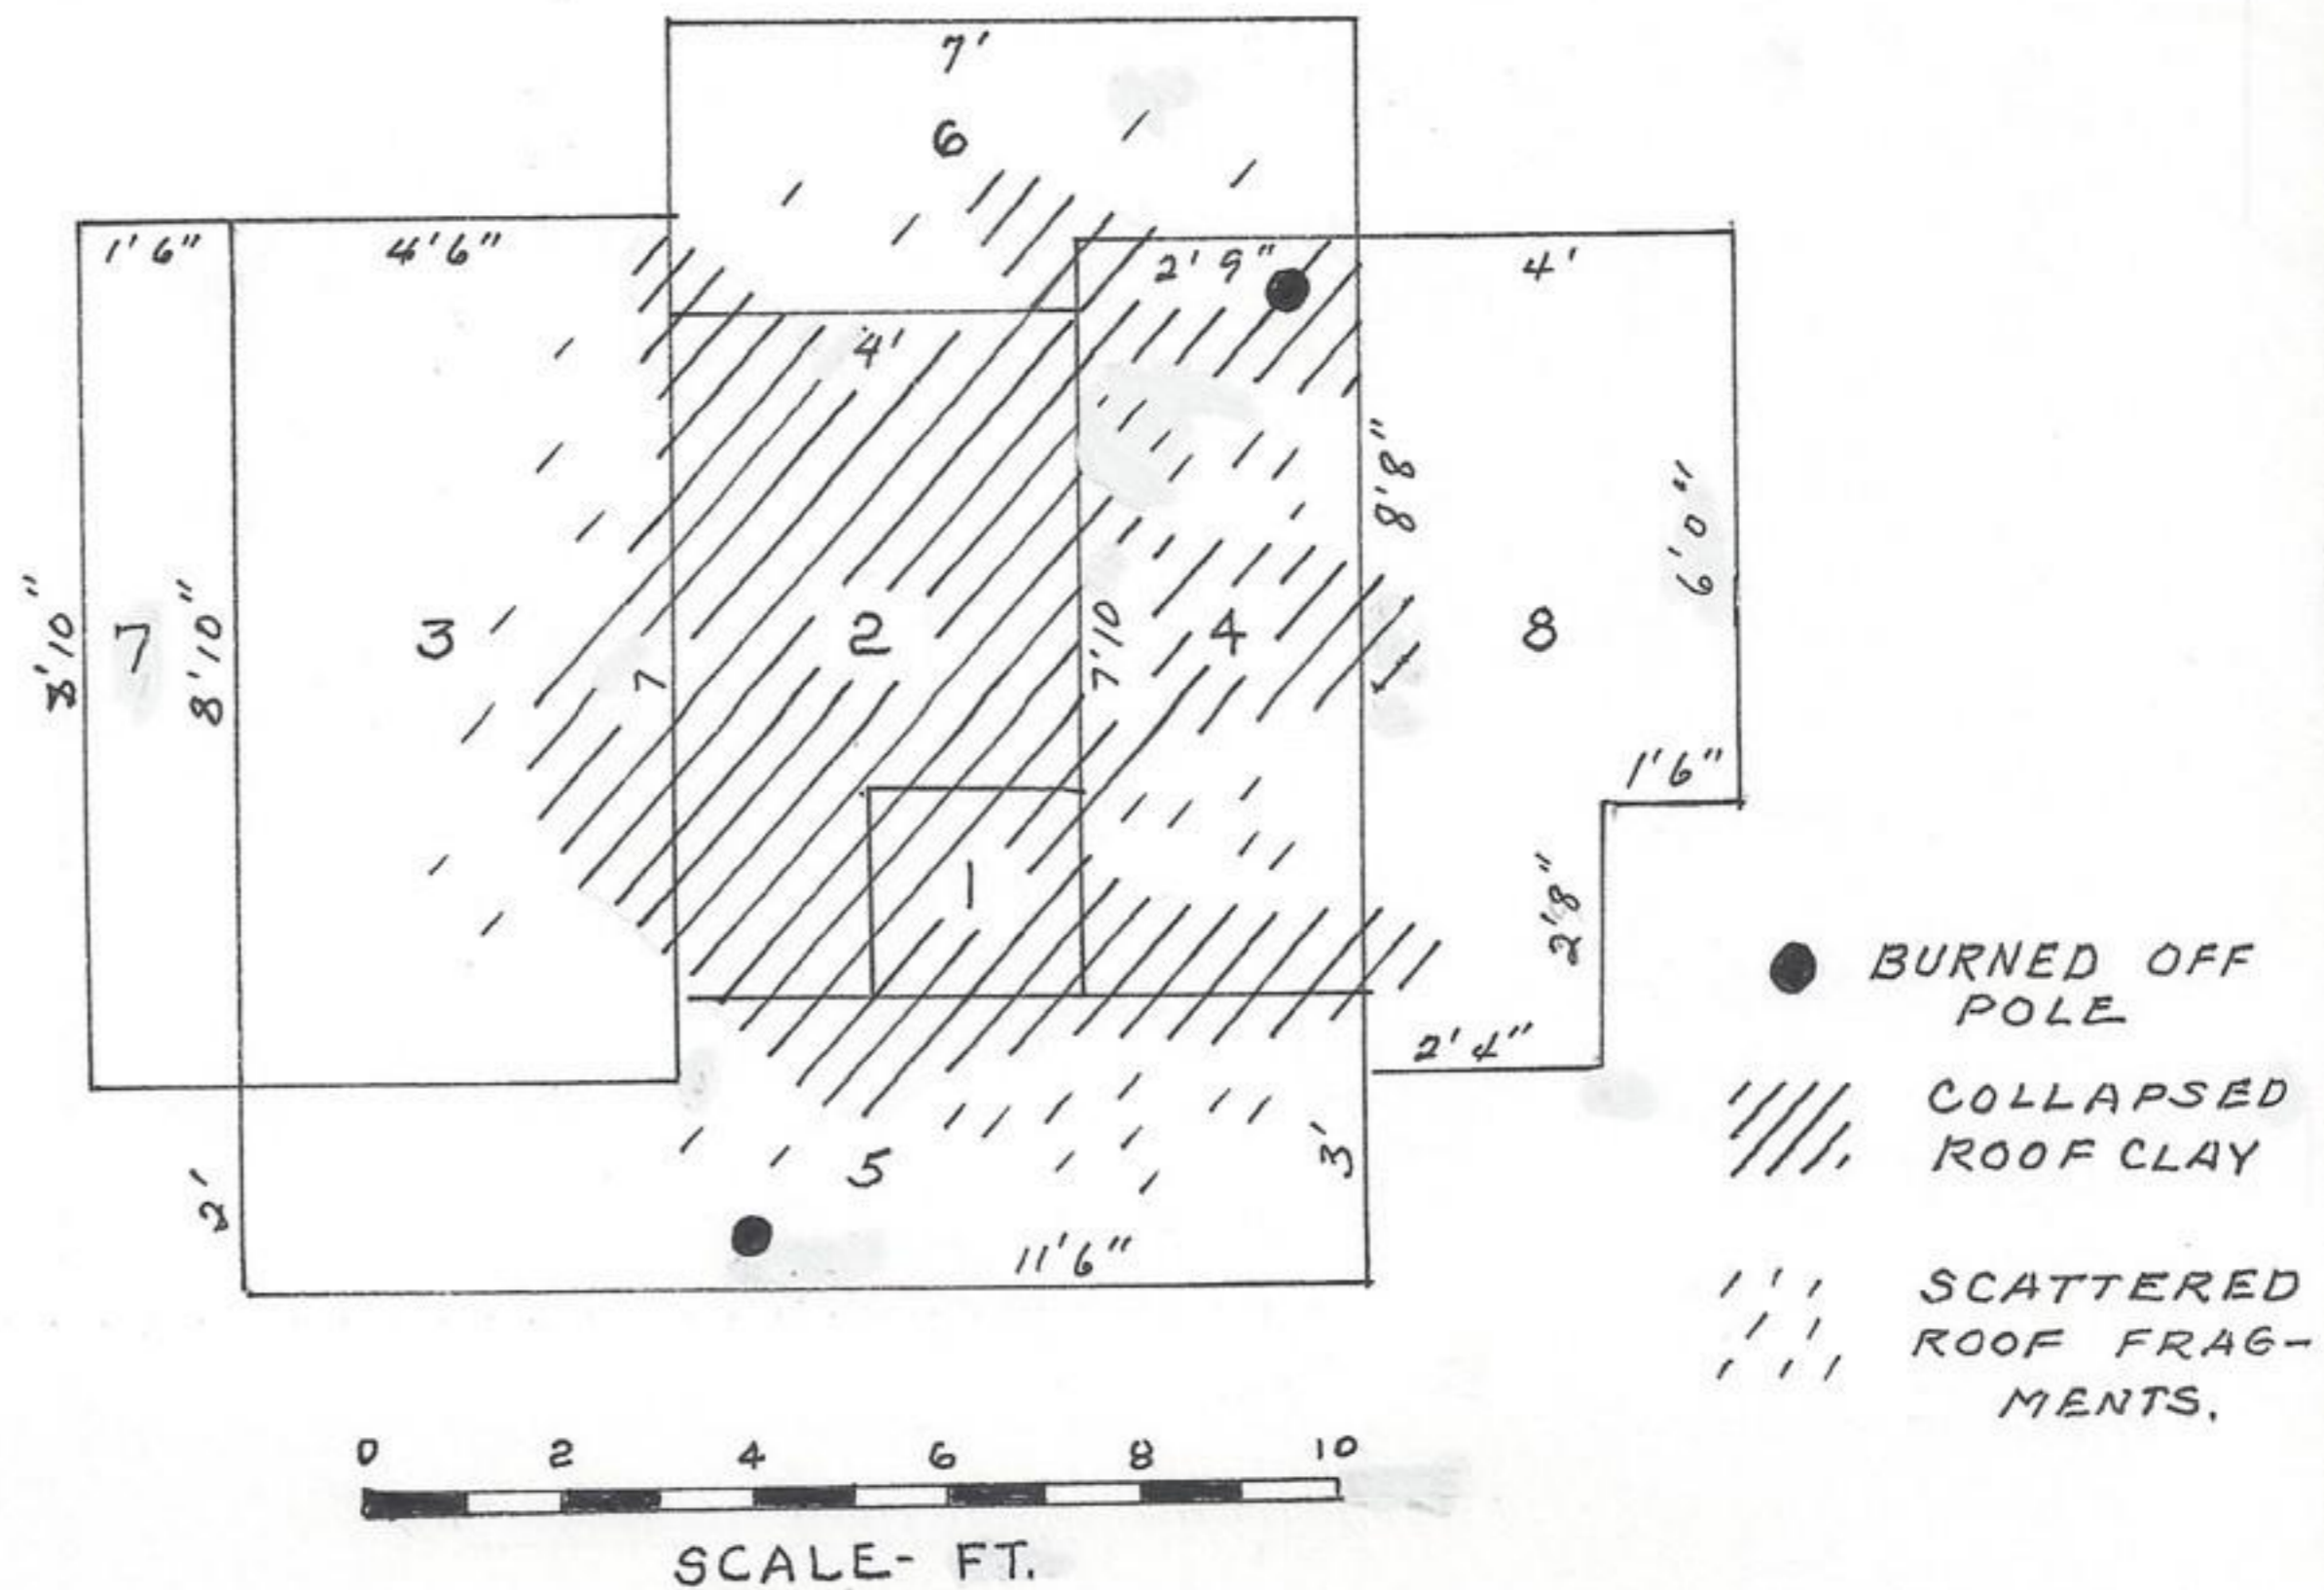 7'
6
1'6"
4'6"
2'9"
4'
4'
8'8"
6'0"
8'10"
7
8'10"
3
7
2
7'10
4
8
1'6"
1
2'8"
2'4"
2'
5
3'
11'6"
BURNED OFF
POLE
COLLAPSED
ROOF CLAY
SCATTERED
ROOF FRAG-
MENTS.
0 2 4 6 8 10
SCALE- FT.